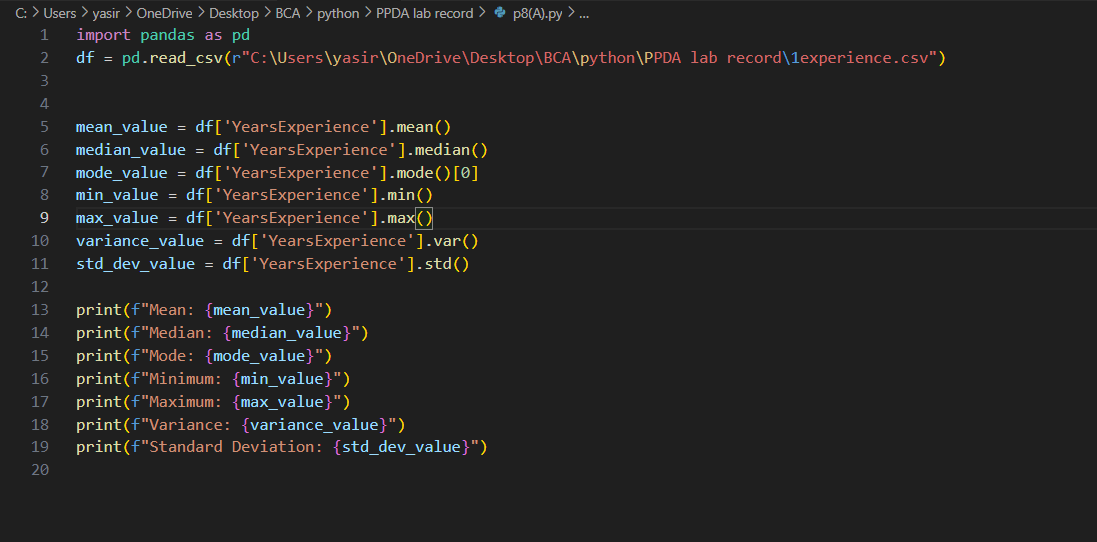 C: > Users > yasir > OneDrive > Desktop > BCA > python > PPDA lab record > p8(A).py > ...
1 import pandas as pd
2 df = pd.read_csv(r"C:\Users\yasir\OneDrive\Desktop\BCA\python\PPDA lab record\1experience.csv")
3
4
5 mean_value = df['YearsExperience'].mean()
6 median_value = df['YearsExperience'].median()
7 mode_value = df['YearsExperience'].mode()[0]
8 min_value = df['YearsExperience'].min()
9 max_value = df['YearsExperience'].max()
10 variance_value = df['YearsExperience'].var()
11 std_dev_value = df['YearsExperience'].std()
12
13 print(f"Mean: {mean_value}")
14 print(f"Median: {median_value}")
15 print(f"Mode: {mode_value}")
16 print(f"Minimum: {min_value}")
17 print(f"Maximum: {max_value}")
18 print(f"Variance: {variance_value}")
19 print(f"Standard Deviation: {std_dev_value}")
20